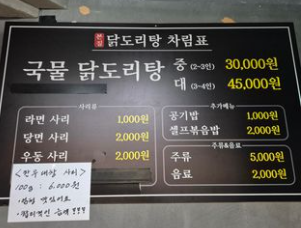 본점 닭도리탕 차림표
국물 닭도리탕 중 (2-3인) 30,000원
대 (3-4인) 45,000원
사리류
라면 사리 1,000원
당면 사리 2,000원
우동 사리 2,000원
추가메뉴
공기밥 1,000원
셀프볶음밥 2,000원
주류&음료
주류 5,000원
음료 2,000원
사리>
100g : 6,000원